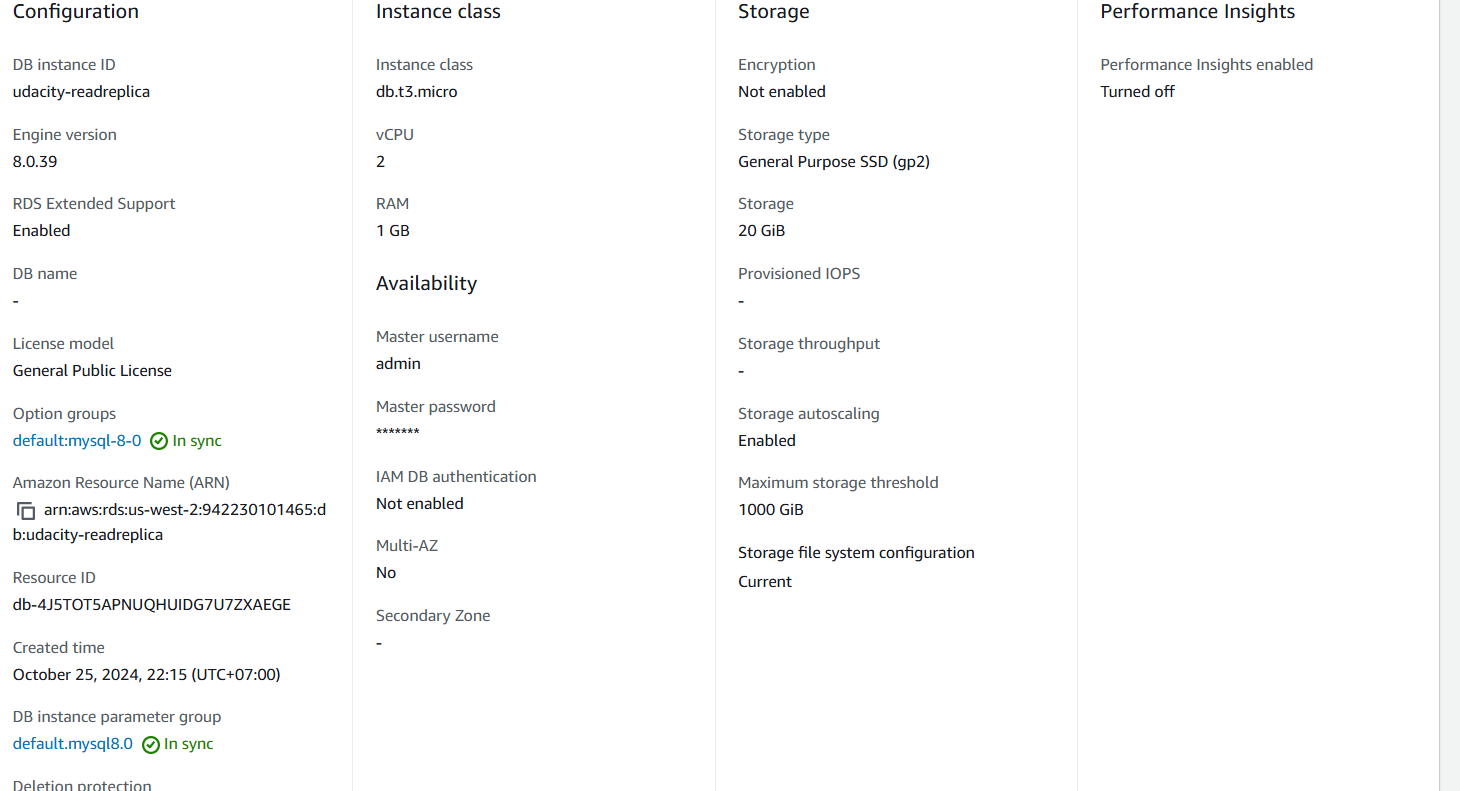 Configuration
DB instance ID
udacity-readreplica
Engine version
8.0.39
RDS Extended Support
Enabled
DB name
-
License model
General Public License
Option groups
default:mysql-8-0 In sync
Amazon Resource Name (ARN)
arn:aws:rds:us-west-2:942230101465:d
b:udacity-readreplica
Resource ID
db-4J5TOT5APNUQHUIDG7U7ZXAEGE
Created time
October 25, 2024, 22:15 (UTC+07:00)
DB instance parameter group
default.mysql8.0 In sync
Deletion protection
Instance class
Instance class
db.t3.micro
vCPU
2
RAM
1 GB
Availability
Master username
admin
Master password
*******
IAM DB authentication
Not enabled
Multi-AZ
No
Secondary Zone
-
Storage
Encryption
Not enabled
Storage type
General Purpose SSD (gp2)
Storage
20 GiB
Provisioned IOPS
-
Storage throughput
-
Storage autoscaling
Enabled
Maximum storage threshold
1000 GiB
Storage file system configuration
Current
Performance Insights
Performance Insights enabled
Turned off